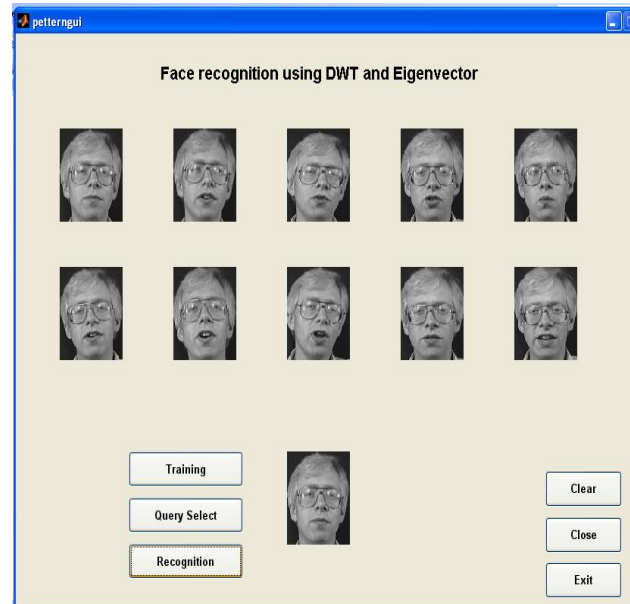 petterngui
Face recognition using DWT and Eigenvector
Training
Query Select
Recognition
Clear
Close
Exit